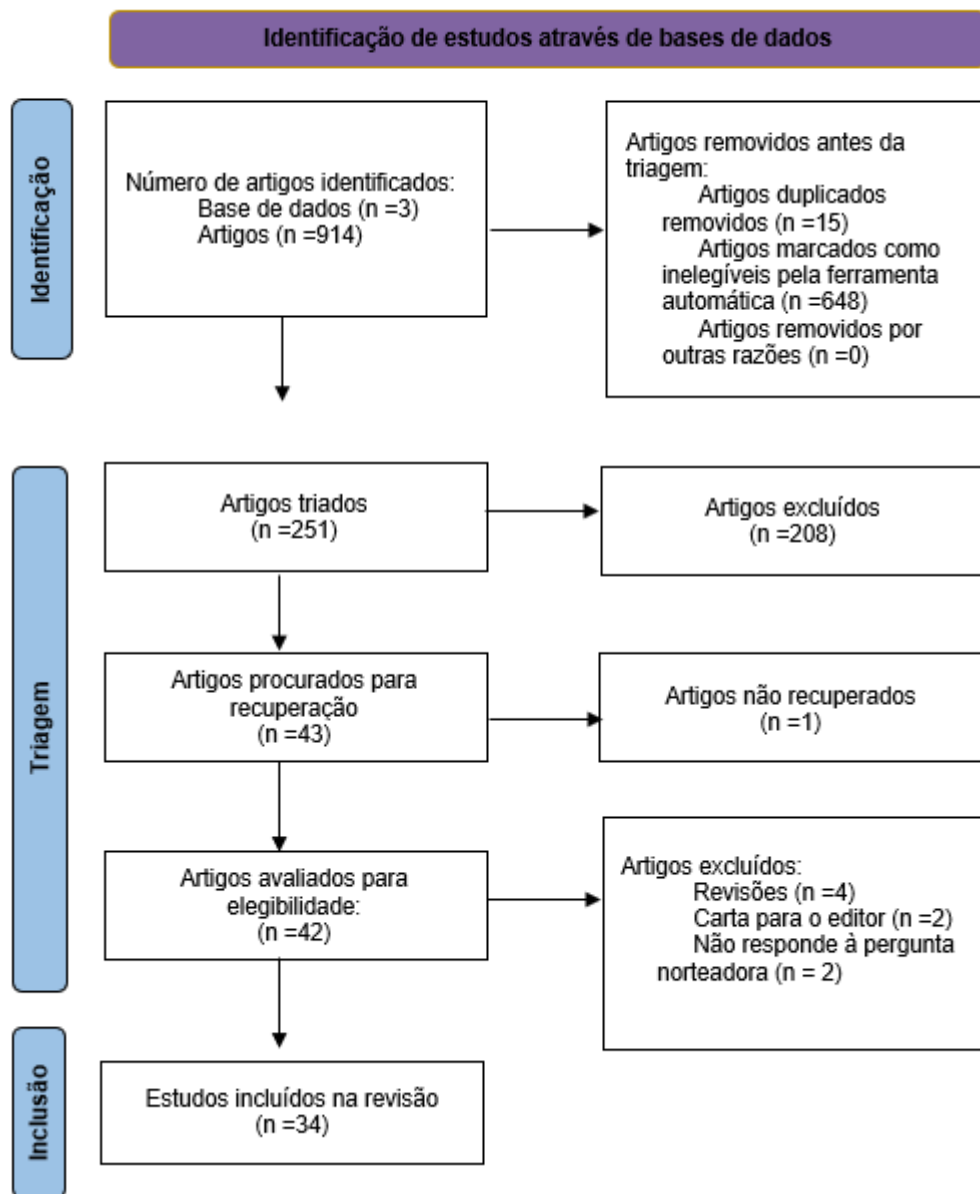 Identificação de estudos através de bases de dados
Identificação
Número de artigos identificados:
Base de dados (n =3)
Artigos (n =914)
Artigos removidos antes da
triagem:
Artigos duplicados
removidos (n =15)
Artigos marcados como
inelegíveis pela ferramenta
automática (n =648)
Artigos removidos por
outras razões (n =0)
Triagem
Artigos triados
(n =251)
Artigos excluídos
(n =208)
Artigos procurados para
recuperação
(n =43)
Artigos não recuperados
(n =1)
Artigos avaliados para
elegibilidade:
(n =42)
Artigos excluídos:
Revisões (n =4)
Carta para o editor (n =2)
Não responde à pergunta
norteadora (n = 2)
Inclusão
Estudos incluídos na revisão
(n =34)